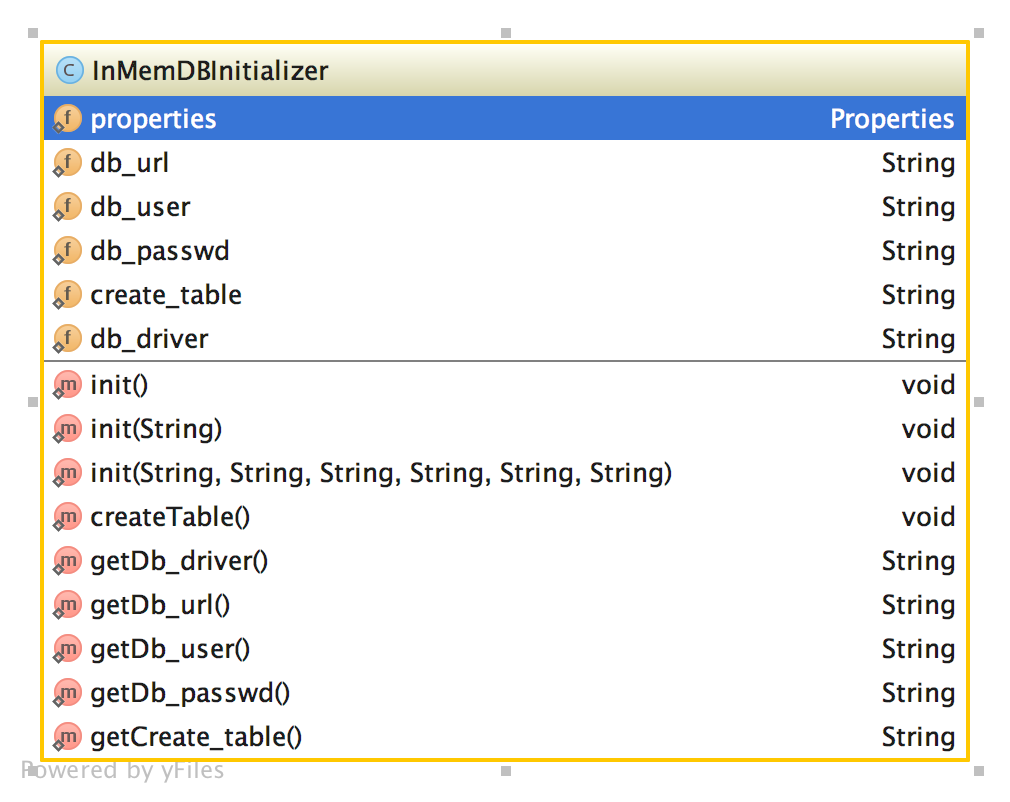 C InMemDBInitializer
f properties Properties
f db_url String
f db_user String
f db_passwd String
f create_table String
f db_driver String
m init() void
m init(String) void
m init(String, String, String, String, String, String) void
m createTable() void
m getDb_driver() String
m getDb_url() String
m getDb_user() String
m getDb_passwd() String
m getCreate_table() String
Powered by yFiles